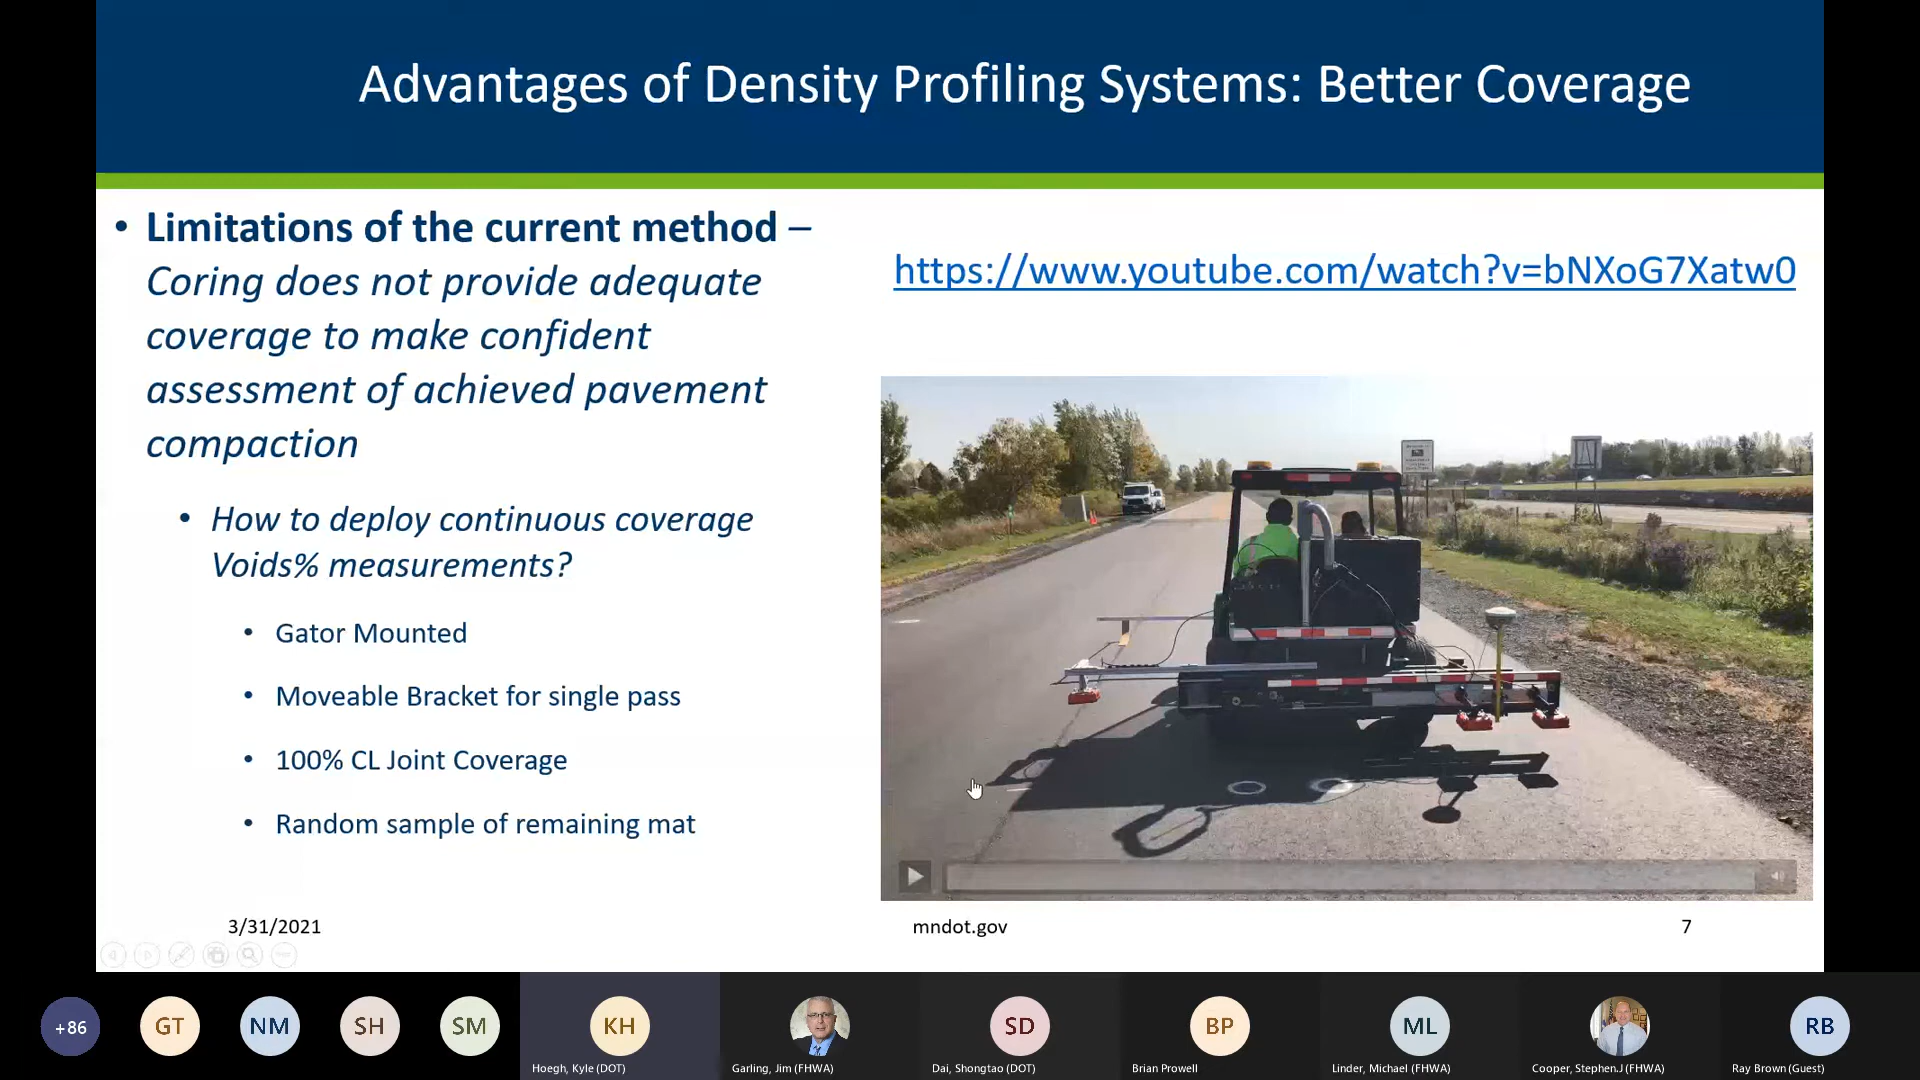 Advantages of Density Profiling Systems: Better Coverage
• Limitations of the current method –
Coring does not provide adequate
coverage to make confident
assessment of achieved pavement
compaction
• How to deploy continuous coverage
Voids% measurements?
• Gator Mounted
• Moveable Bracket for single pass
• 100% CL Joint Coverage
• Random sample of remaining mat
https://www.youtube.com/watch?v=bNXoG7Xatw0
3/31/2021
mndot.gov
7
+86
GT
NM
SH
SM
KH
Hoegh, Kyle (DOT)
Garling, Jim (FHWA)
SD
Dai, Shongtao (DOT)
BP
Brian Prowell
ML
Linder, Michael (FHWA)
Cooper, Stephen.J (FHWA)
RB
Ray Brown (Guest)